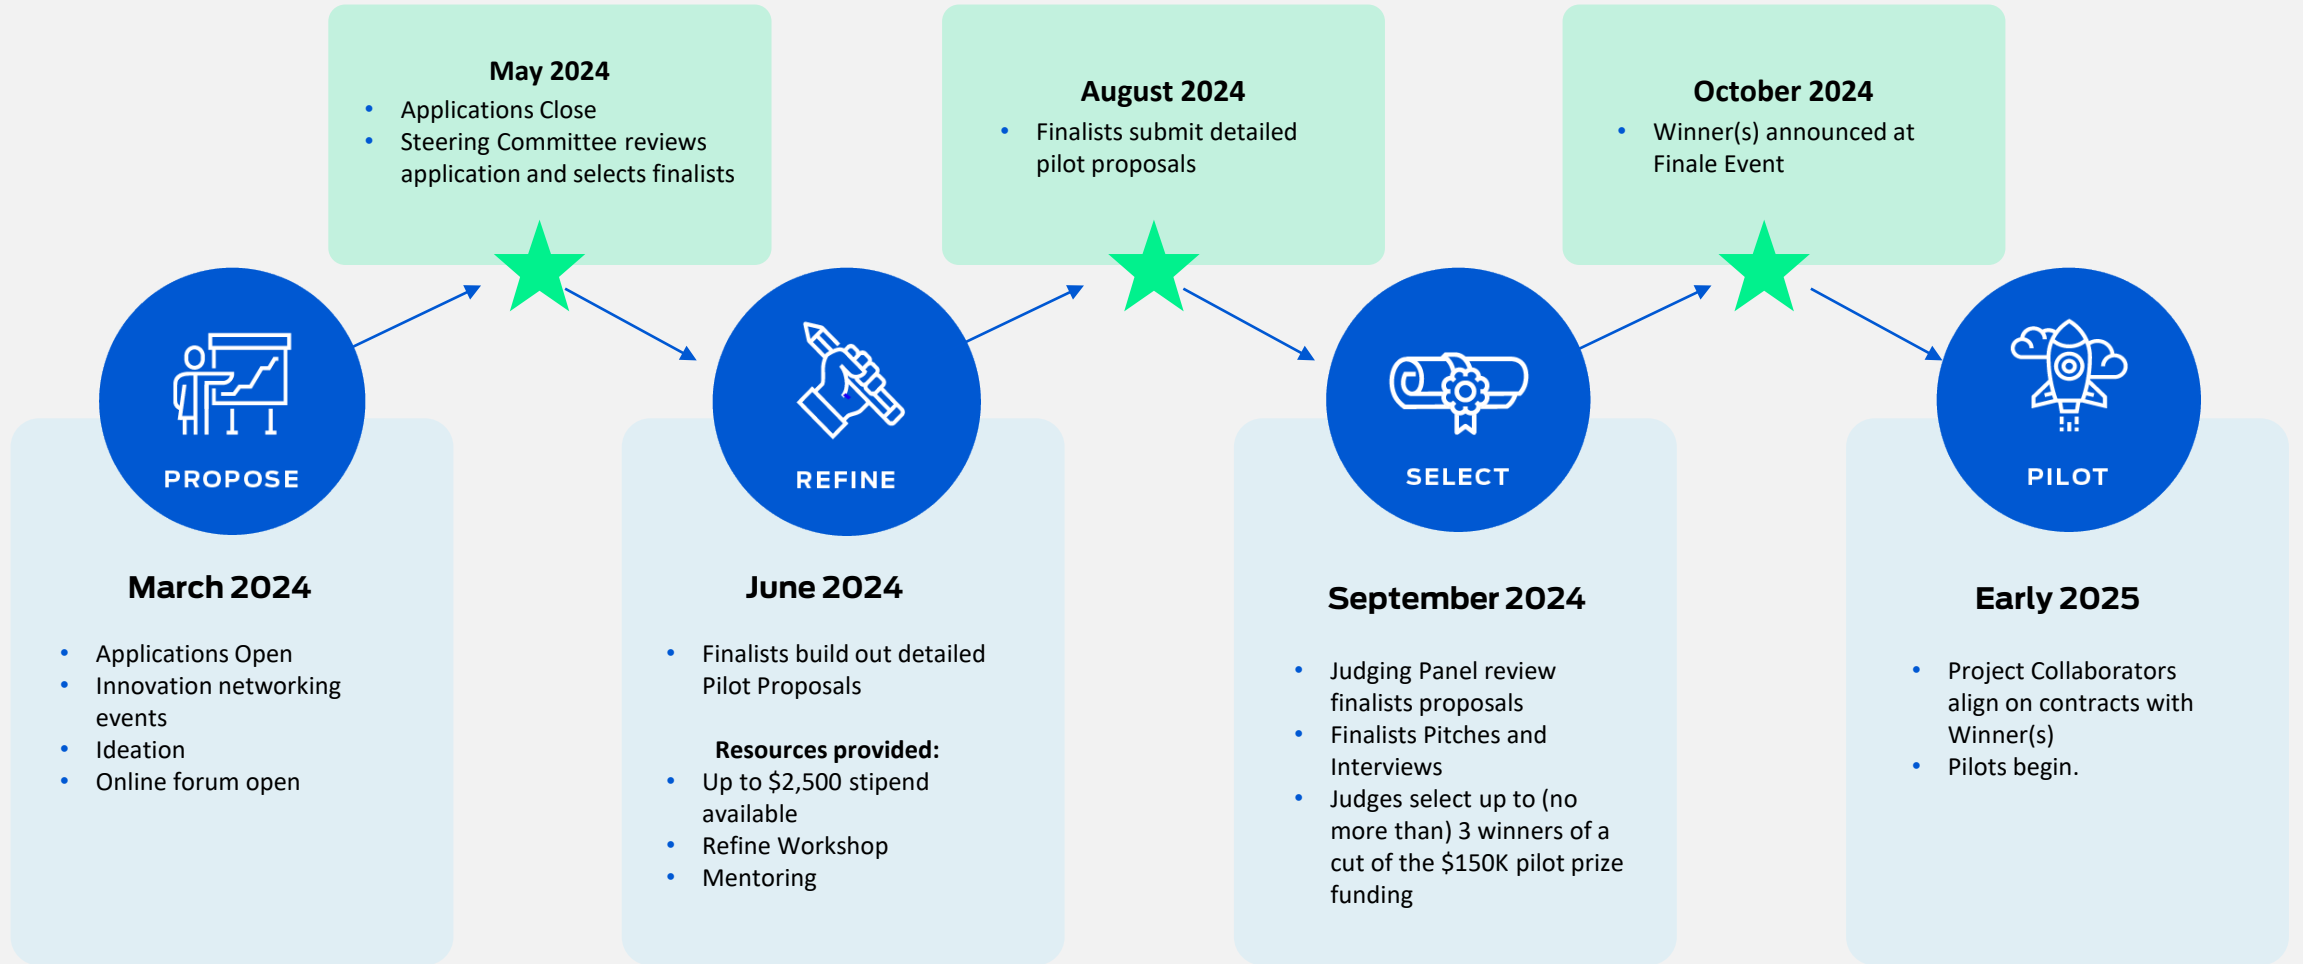 May 2024
• Applications Close
• Steering Committee reviews
application and selects finalists
August 2024
• Finalists submit detailed
pilot proposals
October 2024
• Winner(s) announced at
Finale Event
PROPOSE
March 2024
• Applications Open
• Innovation networking
events
• Ideation
• Online forum open
REFINE
June 2024
• Finalists build out detailed
Pilot Proposals
Resources provided:
• Up to $2,500 stipend
available
• Refine Workshop
• Mentoring
SELECT
September 2024
• Judging Panel review
finalists proposals
• Finalists Pitches and
Interviews
• Judges select up to (no
more than) 3 winners of a
cut of the $150K pilot prize
funding
PILOT
Early 2025
• Project Collaborators
align on contracts with
Winner(s)
• Pilots begin.